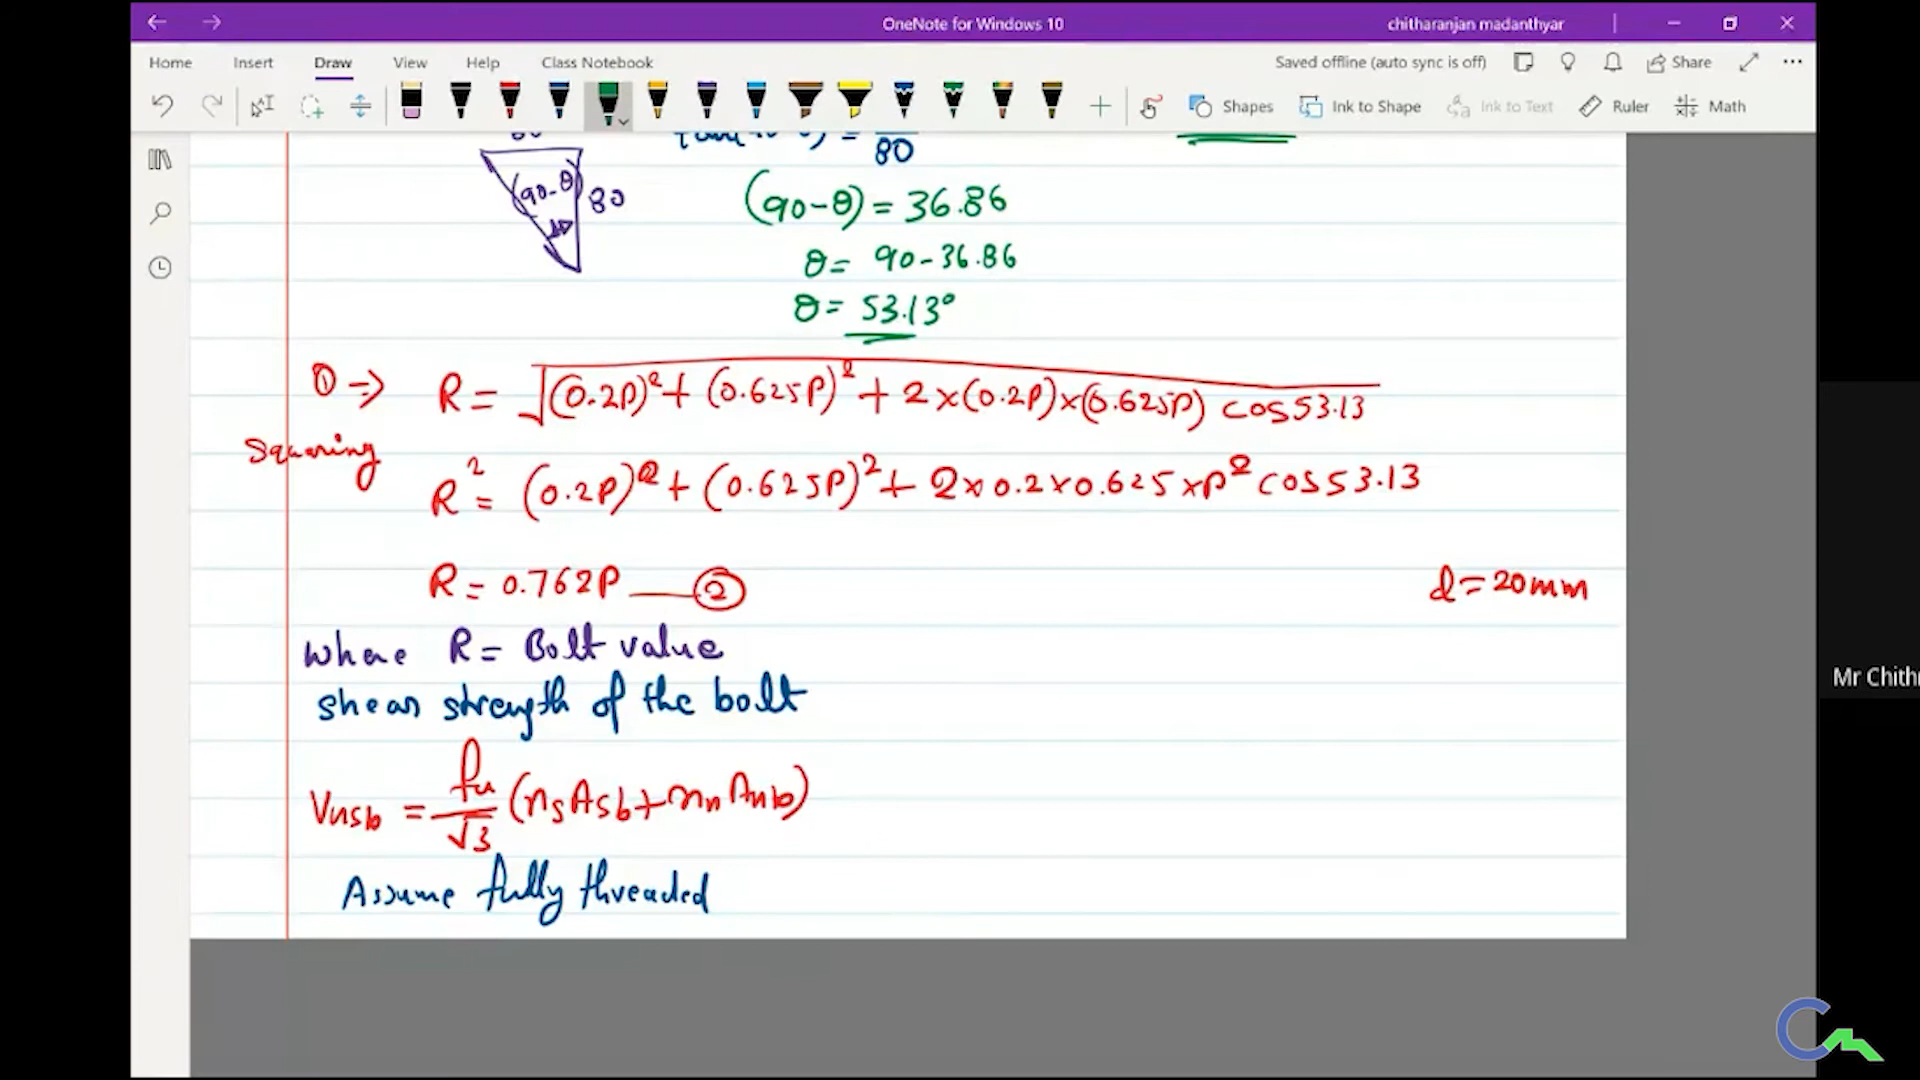 OneNote for Windows 10
chitharanjan madanthyar
Home Insert Draw View Help Class Notebook
Saved offline (auto sync is off) Share
Shapes Ink to Shape Ink to Text Ruler Math
80
(90-θ) 80
(90-θ) = 36.86
θ = 90-36.86
θ = 53.13°
① ⇒ R = √(0.2P)² + (0.625P)² + 2×(0.2P)×(0.625P) cos53.13
Squaring
R² = (0.2P)² + (0.625P)² + 2×0.2×0.625×P² cos53.13
R = 0.762P — ②
d = 20mm
Where R = Bolt value
shear strength of the bolt
Vnsb = fu/√3 (nsAsb + nnAnb)
Assume fully threaded
Mr Chith